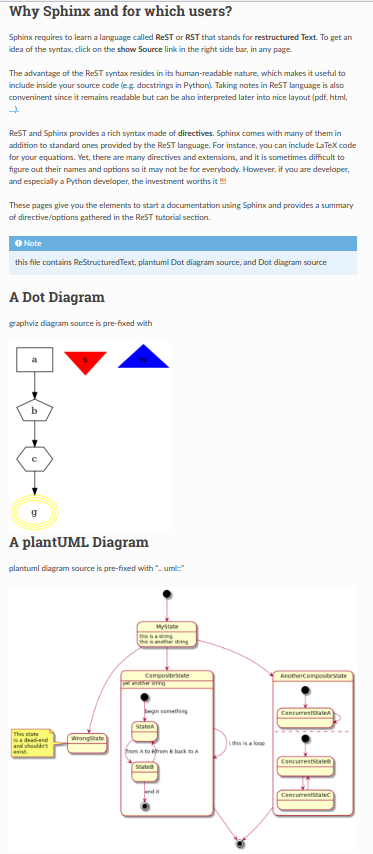 Why Sphinx and for which users?
Sphinx requires to learn a language called ReST or RST that stands for restructured Text. To get an
idea of the syntax, click on the show Source link in the right side bar, in any page.
The advantage of the ReST syntax resides in its human-readable nature, which makes it useful to
include inside your source code (e.g. docstrings in Python). Taking notes in ReST language is also
conveninent since it remains readable but can also be interpreted later into nice layout (pdf, html,
...).
ReST and Sphinx provides a rich syntax made of directives. Sphinx comes with many of them in
addition to standard ones provided by the ReST language. For instance, you can include LaTeX code
for your equations. Yet, there are many directives and extensions, and it is sometimes difficult to
figure out their names and options so it may not be for everybody. However, if you are developer,
and especially a Python developer, the investment worths it !!!
These pages give you the elements to start a documentation using Sphinx and provides a summary
of directive/options gathered in the ReST tutorial section.
Note
this file contains ReStructuredText, plantuml Dot diagram source, and Dot diagram source
A Dot Diagram
graphviz diagram source is pre-fixed with
a
b
c
g
A plantUML Diagram
plantuml diagram source is pre-fixed with ".. uml::"
MyState
this is a string
this is another string
CompositeState
yet another string
AnotherCompositeState
begin something
ConcurrentStateA
StateA
This state
is a dead-end
and shouldn't
exist.
WrongState
from A to B
from B back to A
this is a loop
ConcurrentStateB
StateB
end it
ConcurrentStateC